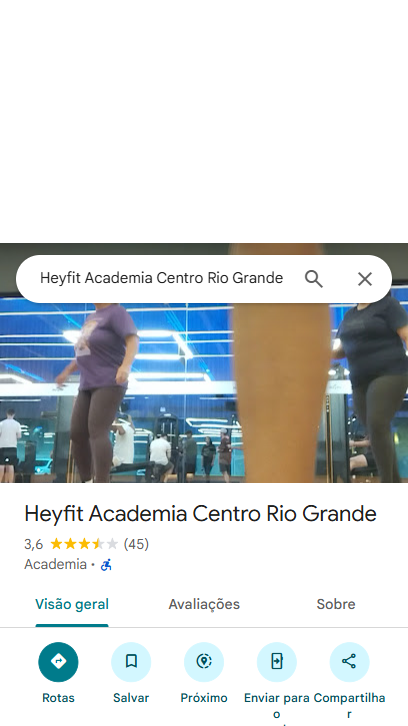 Heyfit Academia Centro Rio Grande
Heyfit Academia Centro Rio Grande
3,6 (45)
Academia ·
Visão geral Avaliações Sobre
Rotas Salvar Próximo Enviar para o Compartilhar